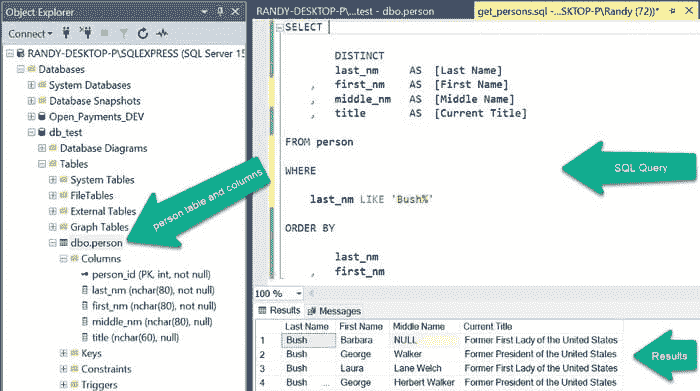 Object Explorer
Connect
RANDY-DESKTOP-P\SQLEXPRESS (SQL Server 15
Databases
System Databases
Database Snapshots
Open_Payments_DEV
db_test
Database Diagrams
Tables
System Tables
FileTables
External Tables
Graph Tables
dbo.person
Columns
person_id (PK, int, not null)
last_nm (nchar(80), not null)
first_nm (nchar(80), not null)
middle_nm (nchar(80), null)
title (nchar(60), null)
Keys
Constraints
Triggers
person table and columns
RANDY-DESKTOP-P\...test - dbo.person
get_persons.sql -...SKTOP-P\Randy (72))*
SELECT
DISTINCT
last_nm AS [Last Name]
, first_nm AS [First Name]
, middle_nm AS [Middle Name]
, title AS [Current Title]
FROM person
WHERE
last_nm LIKE 'Bush%'
ORDER BY
last_nm
, first_nm
SQL Query
100 %
Results Messages
Last Name First Name Middle Name Current Title
1 Bush Barbara NULL Former First Lady of the United States
2 Bush George Walker Former President of the United States
3 Bush Laura Lane Welch Former First Lady of the United States
4 Bush ... George Herbert Walker Former President of the United States
Results